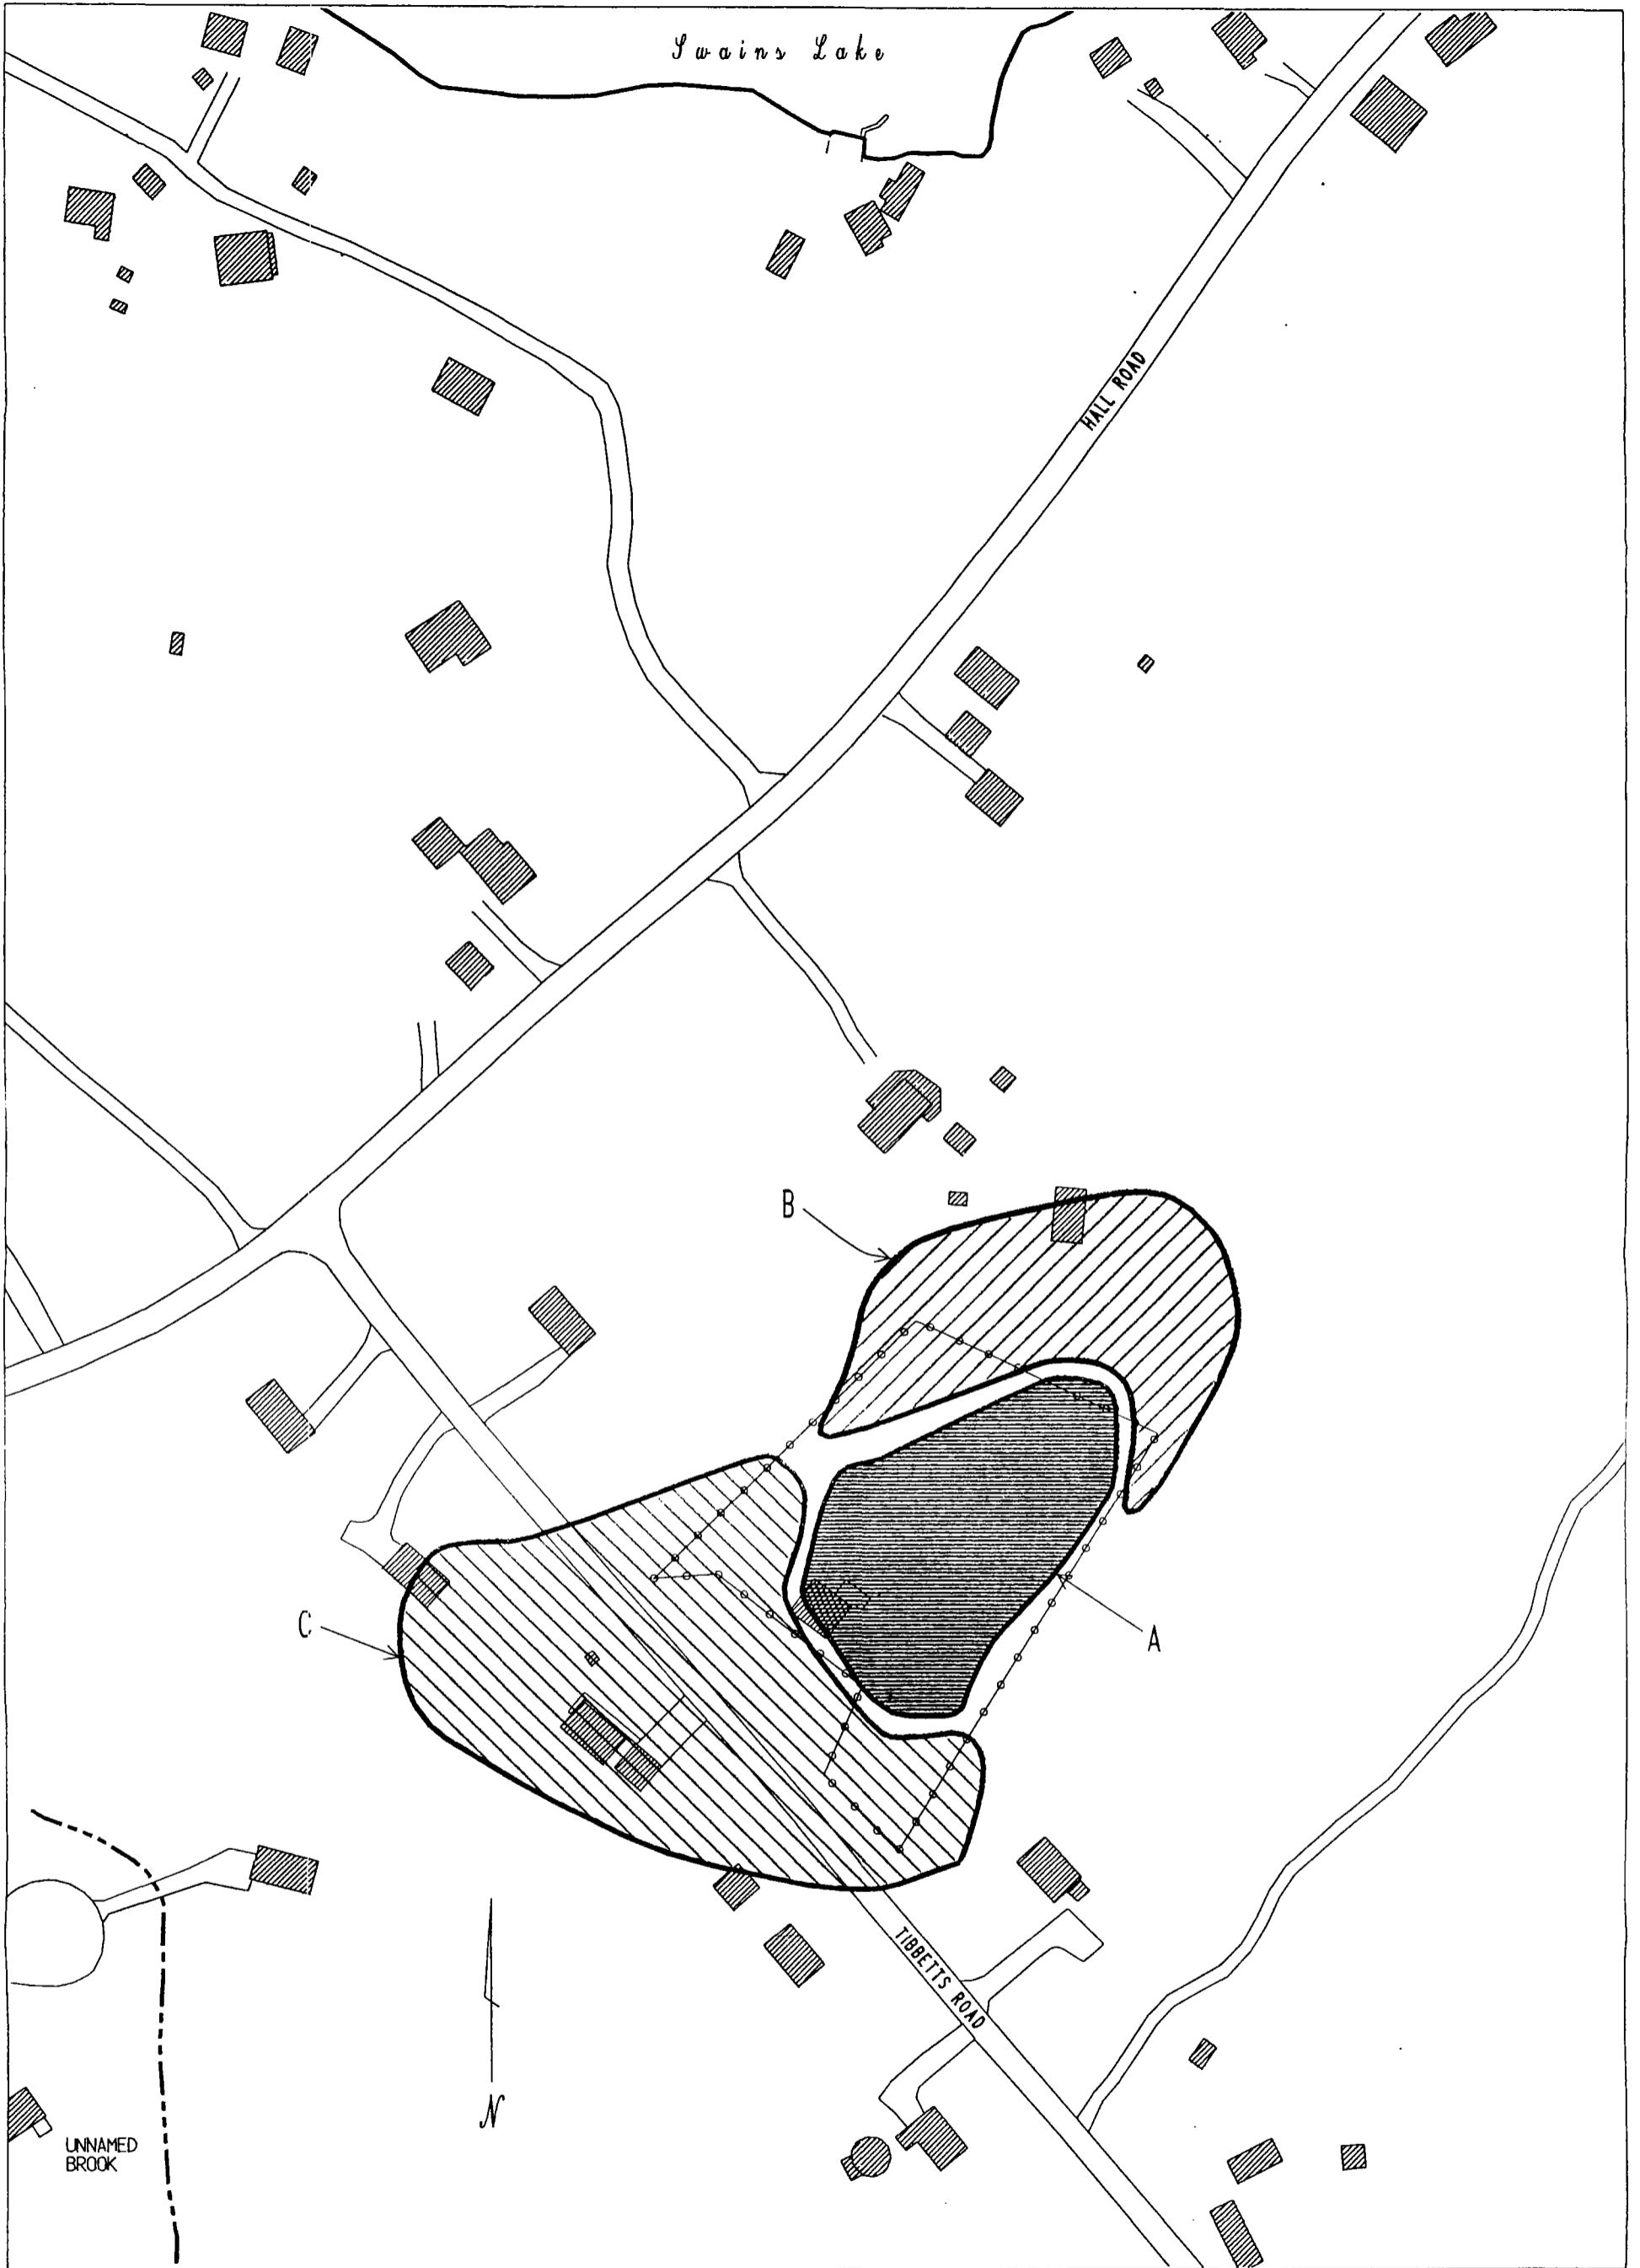 Swains Lake
HALL ROAD
B
C
A
TIBBETTS ROAD
N
UNNAMED
BROOK